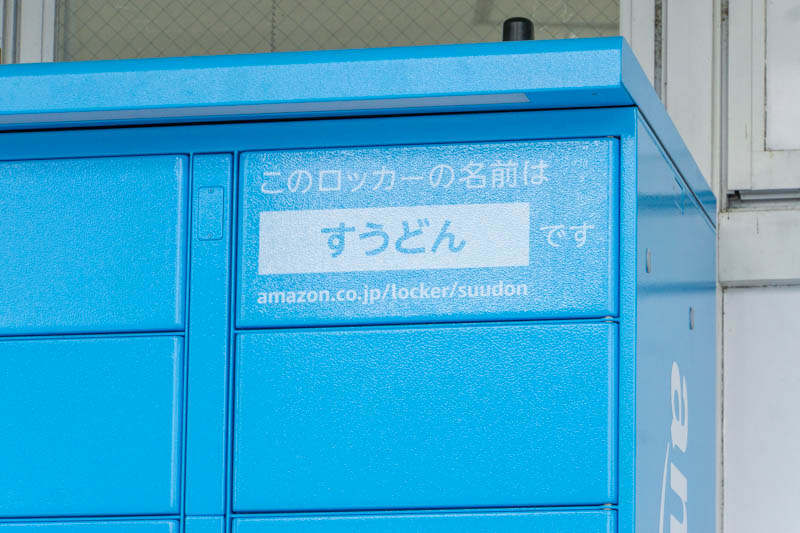 このロッカーの名前は
すうどん です
amazon.co.jp/locker/suudon
am